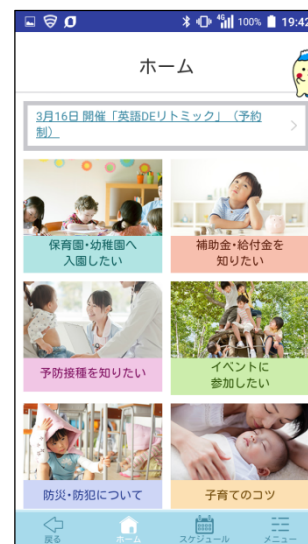 100% 19:42
ホーム
3月16日 開催「英語DEリトミック」（予約
制）
保育園・幼稚園へ
入園したい
補助金・給付金を
知りたい
予防接種を知りたい
イベントに
参加したい
防災・防犯について
子育てのコツ
戻る
ホーム
スケジュール
メニュー